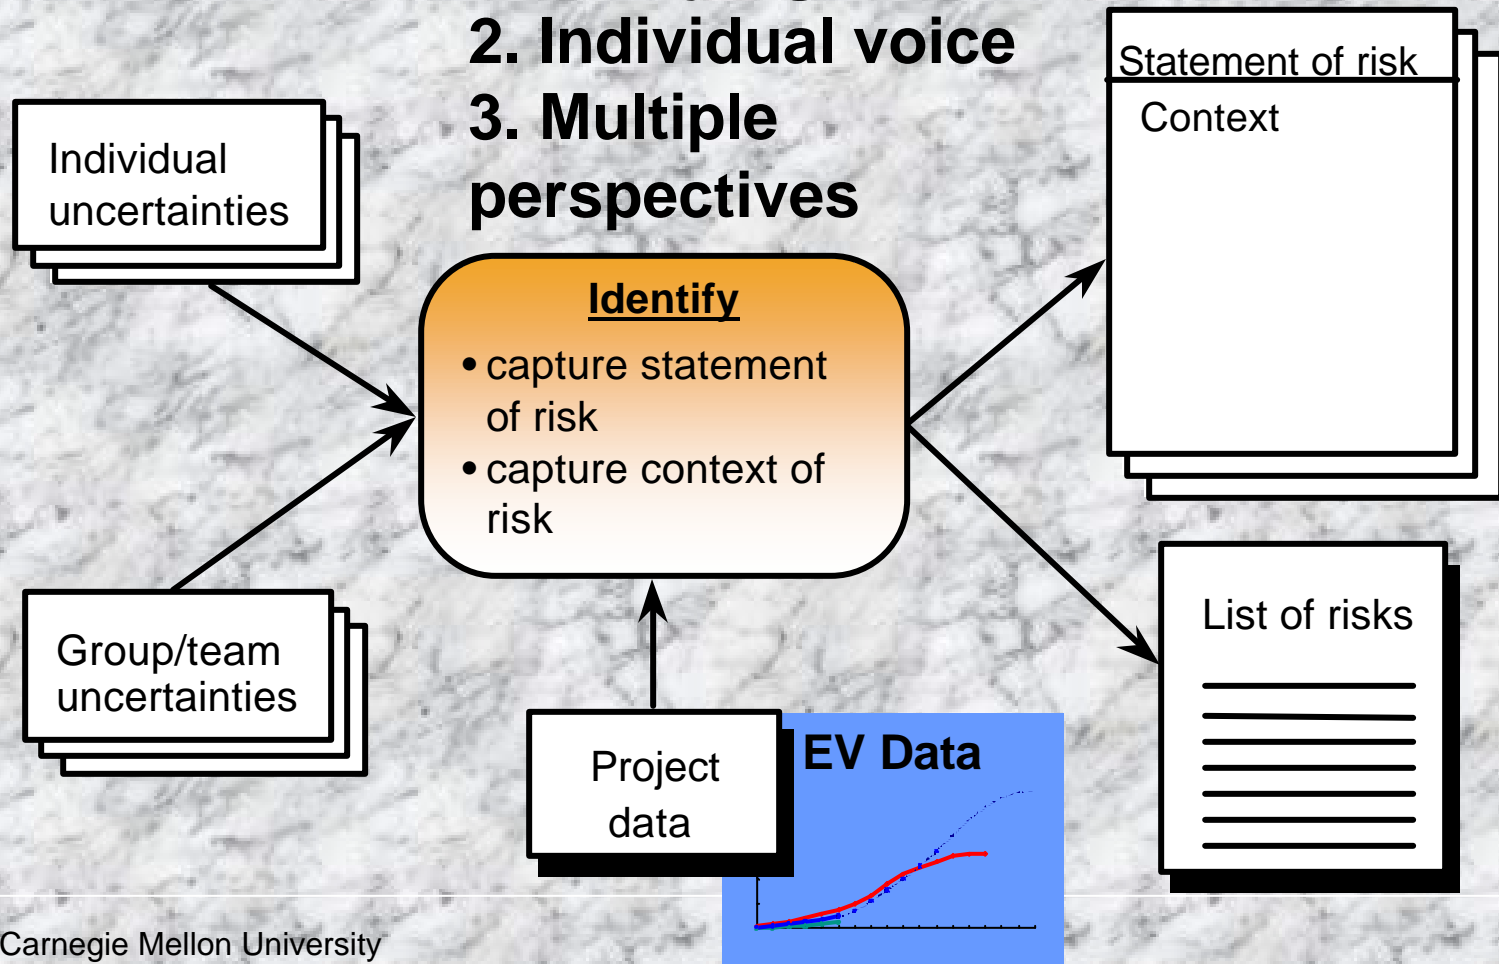 2. Individual voice
3. Multiple
perspectives
Statement of risk
Context
Individual
uncertainties
Identify
• capture statement
of risk
• capture context of
risk
Group/team
uncertainties
Project
data
EV Data
List of risks
Carnegie Mellon University